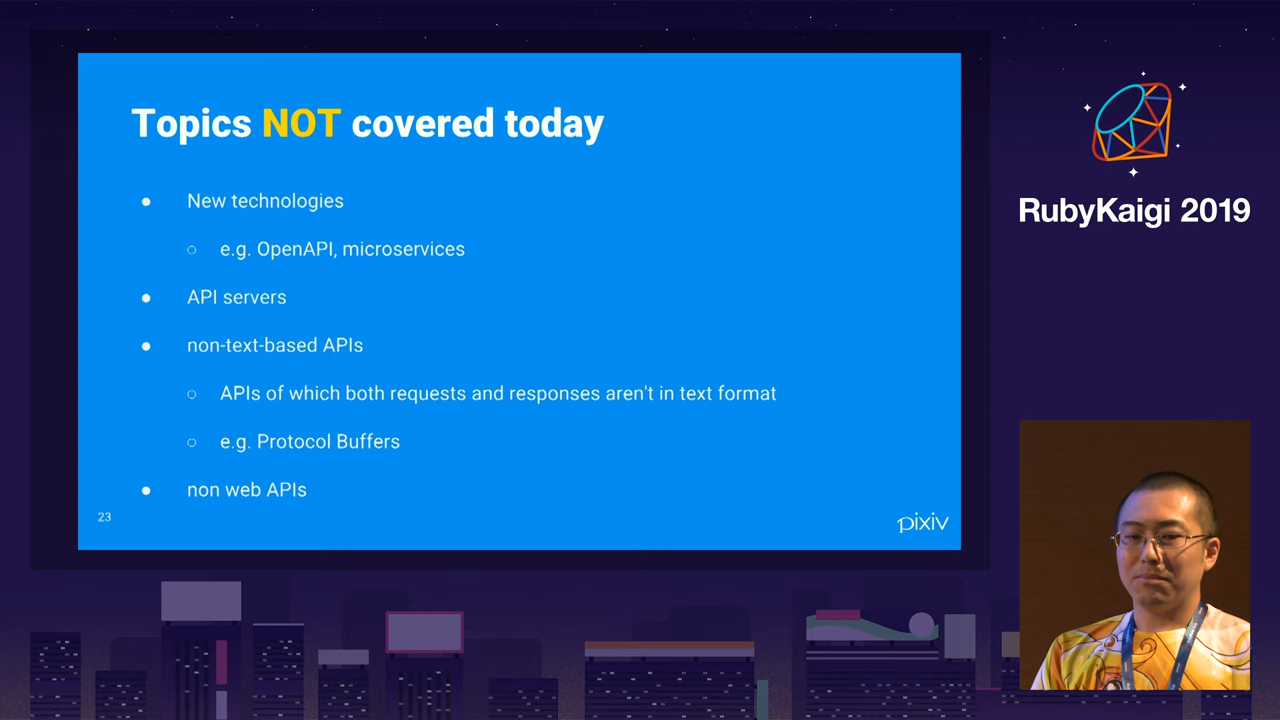 Topics NOT covered today
New technologies
e.g. OpenAPI, microservices
API servers
non-text-based APIs
APIs of which both requests and responses aren't in text format
e.g. Protocol Buffers
non web APIs
23
pixiv
RubyKaigi 2019